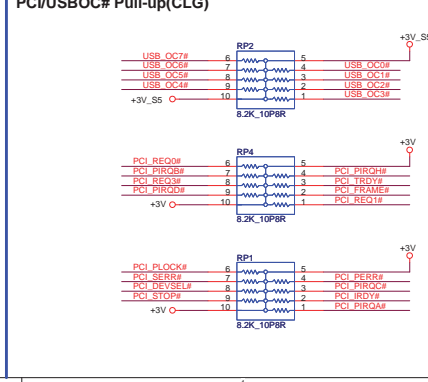 PCI/USBOC# Pull-up(CLG)
+3V_S5
RP2
USB_OC7# 6 5
USB_OC6# 7 4 USB_OC0#
USB_OC5# 8 3 USB_OC1#
USB_OC4# 9 2 USB_OC2#
+3V_S5 10 1 USB_OC3#
8.2K_10P8R
+3V
RP4
PCI_REQ0# 6 5
PCI_PIRQB# 7 4 PCI_PIRQH#
PCI_REQ3# 8 3 PCI_TRDY#
PCI_PIRQD# 9 2 PCI_FRAME#
+3V 10 1 PCI_REQ1#
8.2K_10P8R
+3V
RP1
PCI_PLOCK# 6 5
PCI_SERR# 7 4 PCI_PERR#
PCI_DEVSEL# 8 3 PCI_PIRQC#
PCI_STOP# 9 2 PCI_IRDY#
+3V 10 1 PCI_PIRQA#
8.2K_10P8R